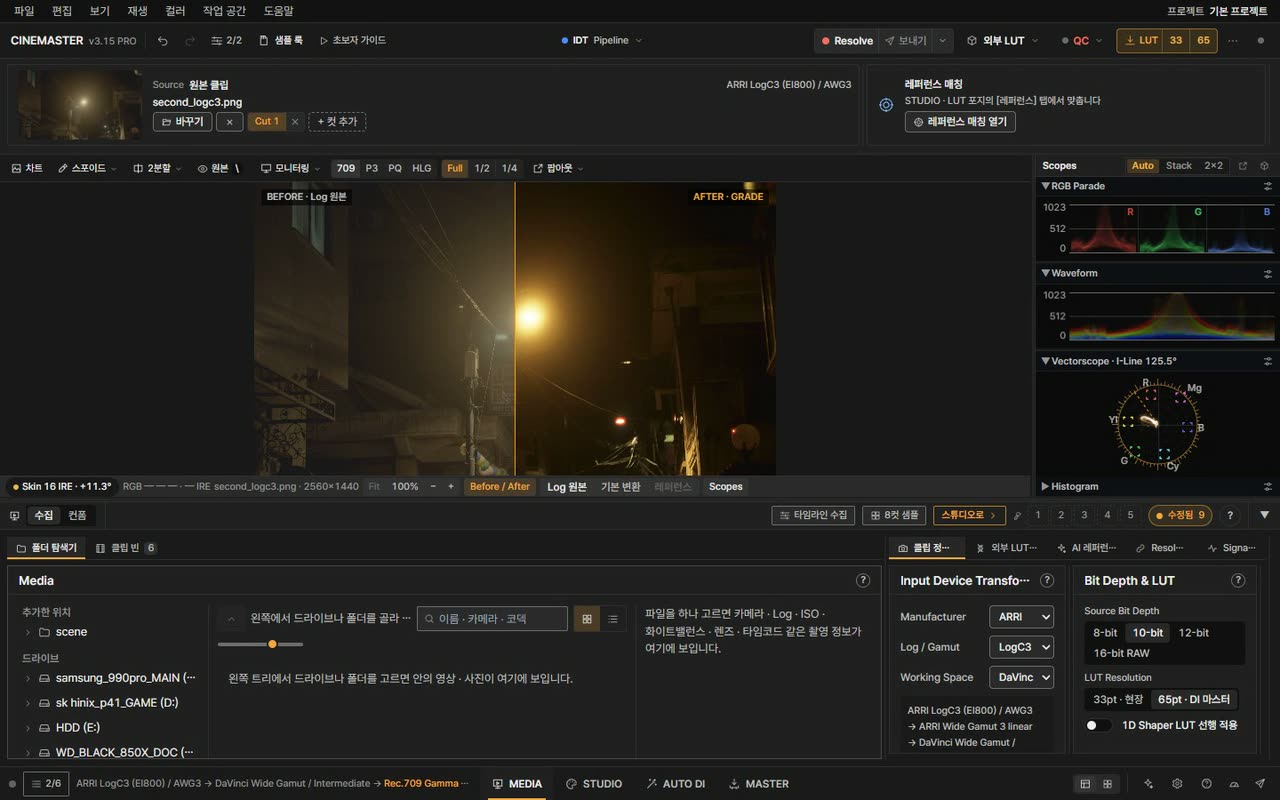 파일 편집 보기 재생 컬러 작업 공간 도움말 프로젝트 기본 프로젝트
CINEMASTER v3.15 PRO 2/2 샘플 룩 초보자 가이드 IDT Pipeline Resolve 보내기 외부 LUT QC LUT 33 65
Source 원본 클립 ARRI LogC3 (EI800) / AWG3
second_logc3.png
바꾸기 × Cut 1 × + 컷 추가
레퍼런스 매칭
STUDIO · LUT 포지의 [레퍼런스] 탭에서 맞춥니다
레퍼런스 매칭 열기
차트 스포이드 2분할 원본 \ 모니터링 709 P3 PQ HLG Full 1/2 1/4 팝아웃
BEFORE · Log 원본 AFTER · GRADE
Scopes Auto Stack 2×2
RGB Parade
1023 R G B
512
0
Waveform
1023
512
0
Vectorscope · I-Line 125.5°
R Mg
Yl B
G Cy
Histogram
Skin 16 IRE · +11.3° RGB — — — · — IRE second_logc3.png · 2560×1440 Fit 100% − + Before / After Log 원본 기본 변환 레퍼런스 Scopes
수집 컨폼 타임라인 수집 8컷 샘플 스튜디오로 1 2 3 4 5 수정됨 9 ?
폴더 탐색기 클립 빈 6
Media ?
추가한 위치
scene
드라이브
samsung_990pro_MAIN (···
sk hinix_p41_GAME (D:)
HDD (E:)
WD_BLACK_850X_DOC (···
왼쪽에서 드라이브나 폴더를 골라 ··· 이름 · 카메라 · 코덱
왼쪽 트리에서 드라이브나 폴더를 고르면 안의 영상 · 사진이 여기에 보입니다.
파일을 하나 고르면 카메라 · Log · ISO ·
화이트밸런스 · 렌즈 · 타임코드 같은 촬영 정보가
여기에 보입니다.
클립 정··· 외부 LUT··· AI 레퍼런··· Resol··· Signa···
Input Device Transfo··· ?
Manufacturer ARRI
Log / Gamut LogC3
Working Space DaVinc
ARRI LogC3 (EI800) / AWG3
→ ARRI Wide Gamut 3 linear
→ DaVinci Wide Gamut /
Bit Depth & LUT ?
Source Bit Depth
8-bit 10-bit 12-bit
16-bit RAW
LUT Resolution
33pt · 현장 65pt · DI 마스터
1D Shaper LUT 선행 적용
2/6 ARRI LogC3 (EI800) / AWG3 → DaVinci Wide Gamut / Intermediate → Rec.709 Gamma ··· MEDIA STUDIO AUTO DI MASTER